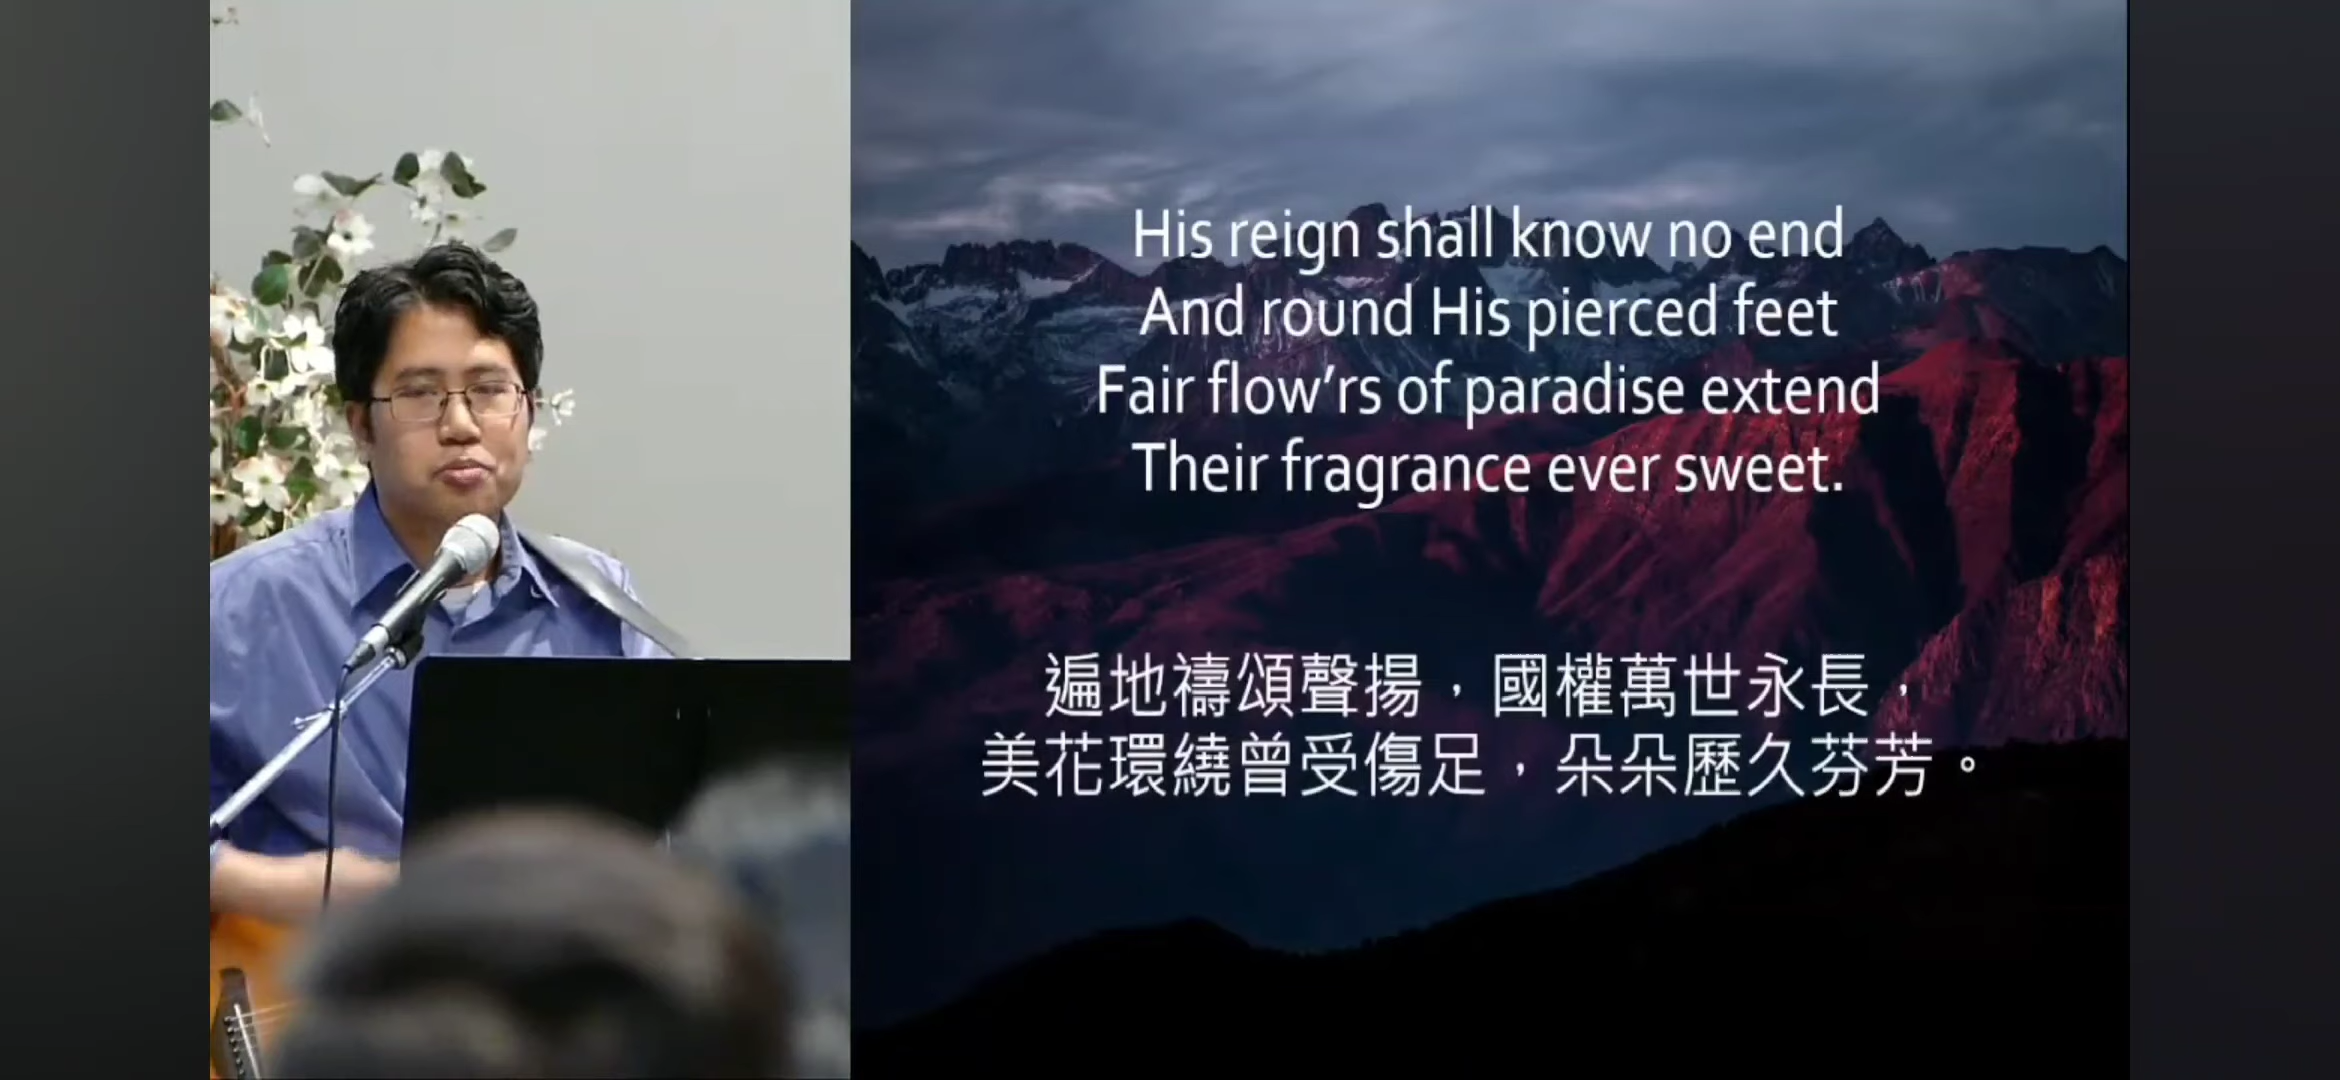 His reign shall know no end
And round His pierced feet
Fair flow'rs of paradise extend
Their fragrance ever sweet.
遍地禱頌聲揚，國權萬世永長，
美花環繞曾受傷足，朵朵歷久芬芳。